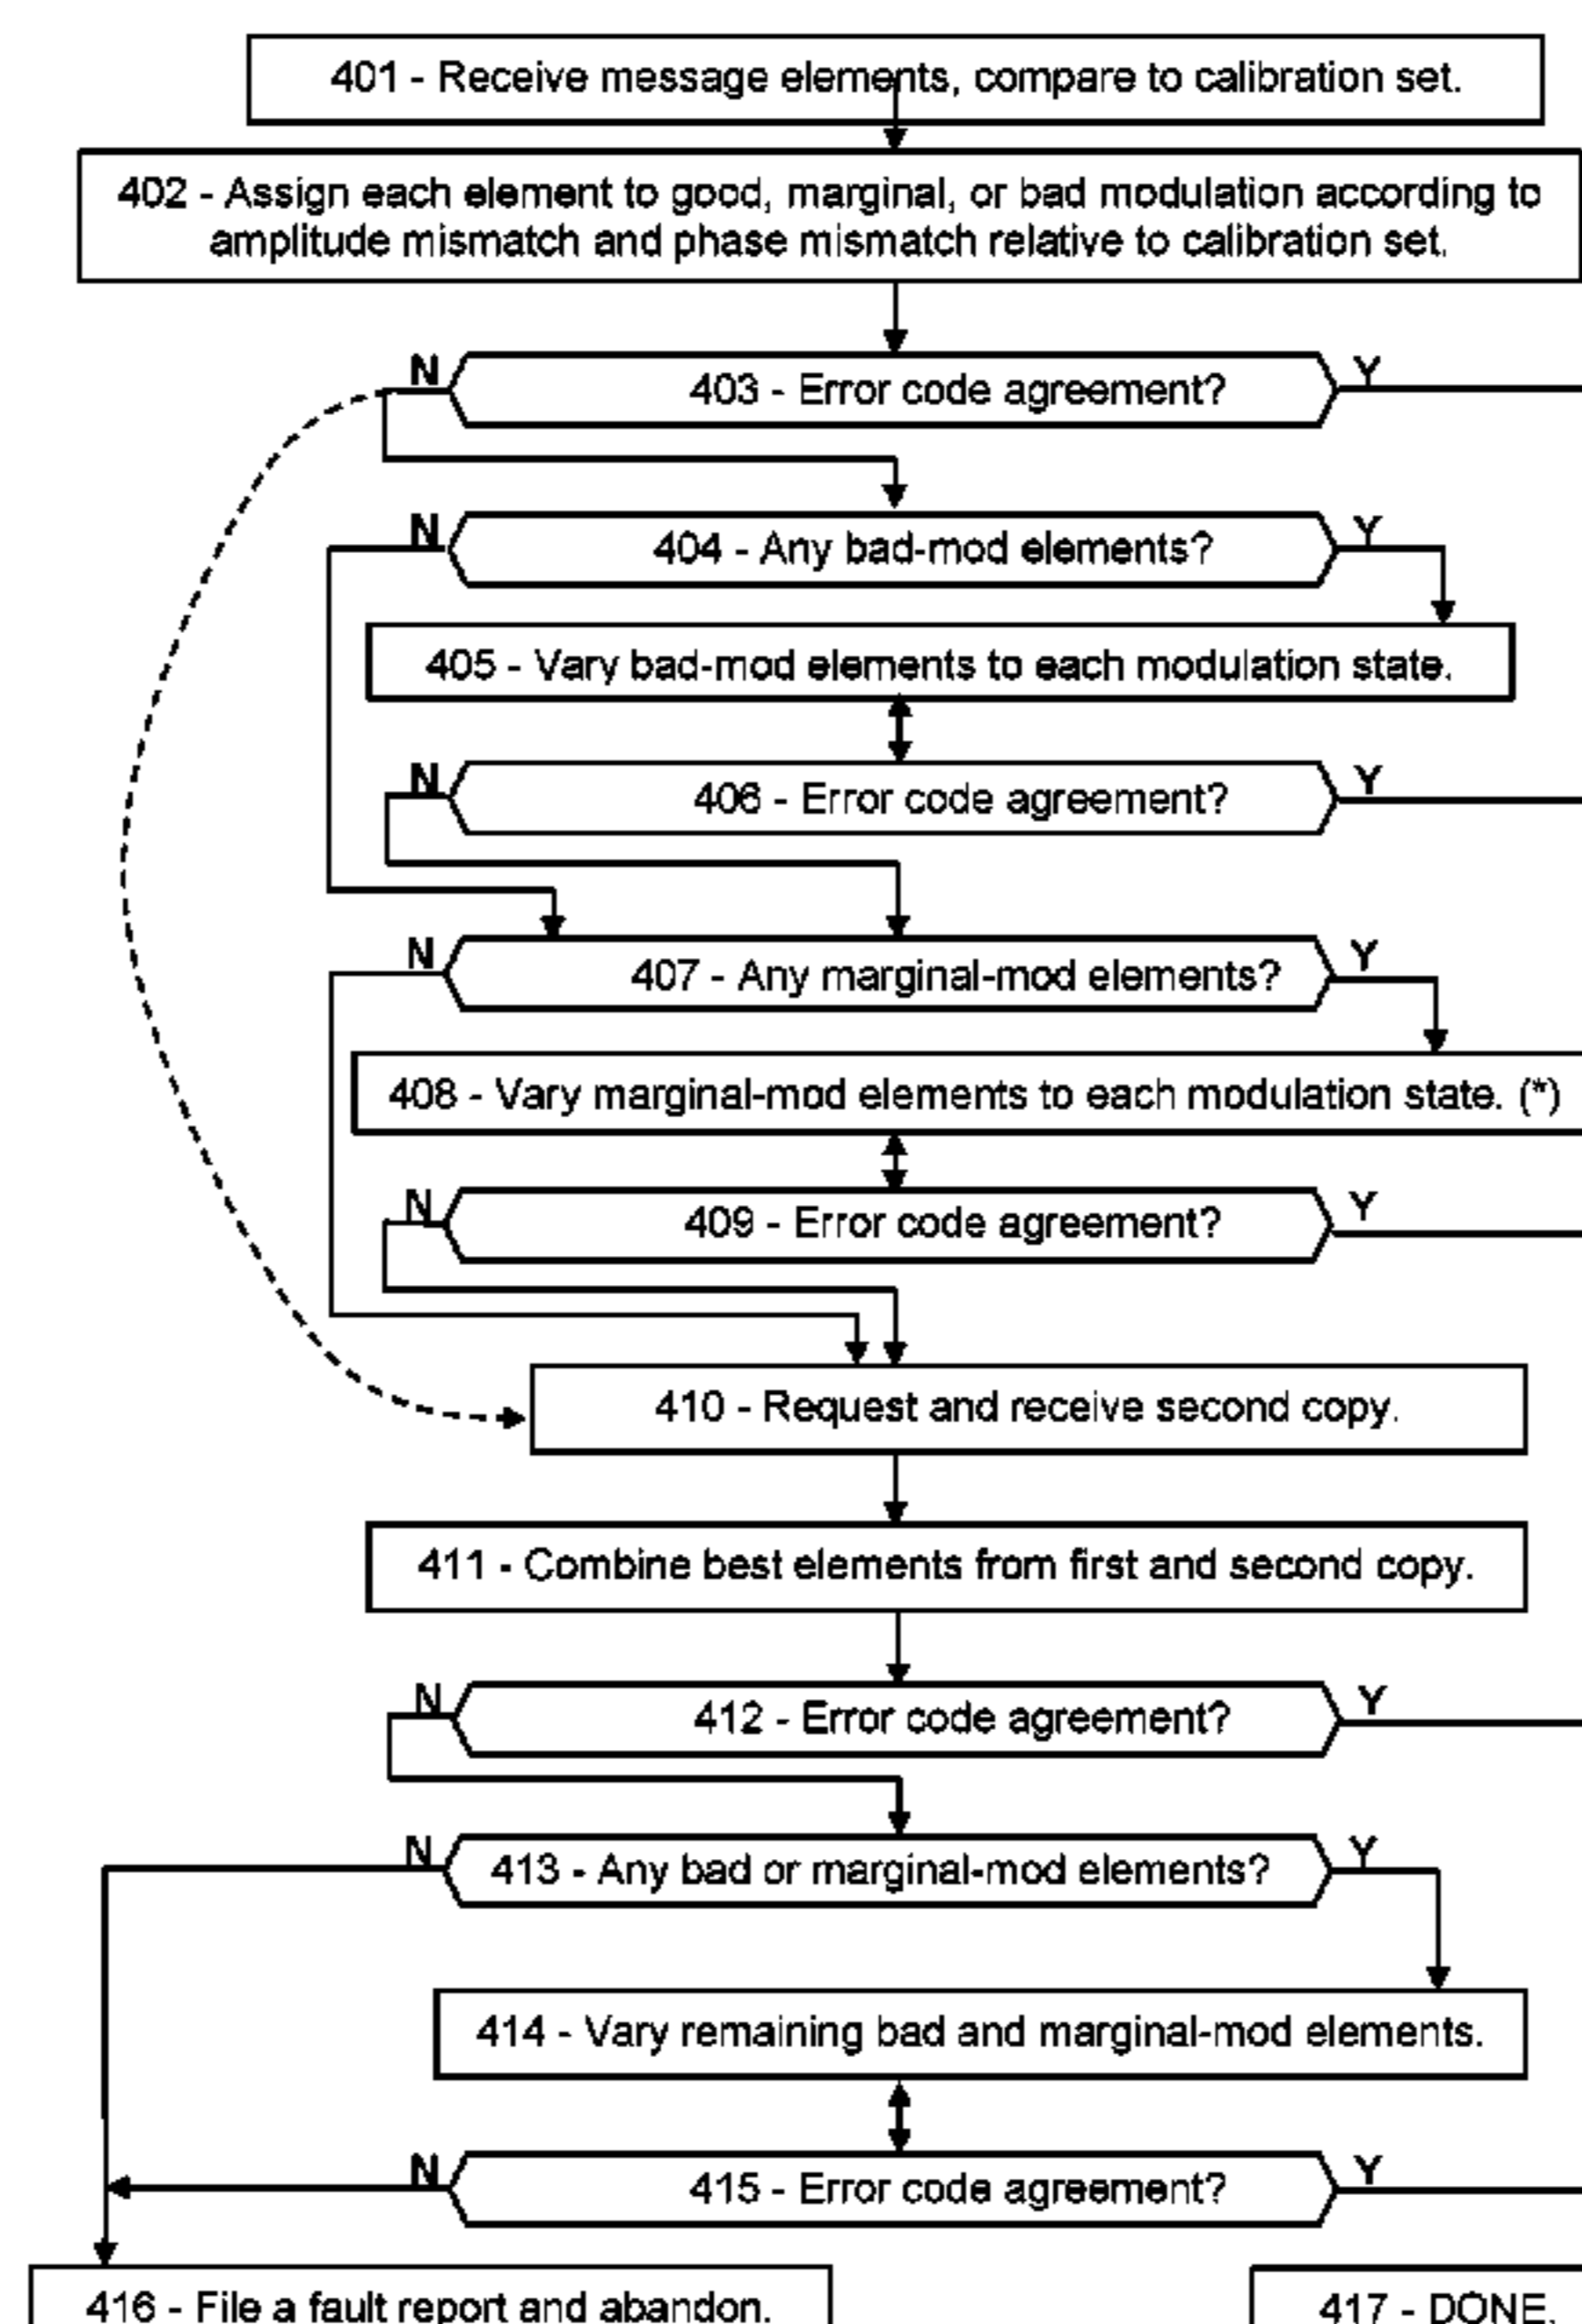 401 - Receive message elements, compare to calibration set.
402 - Assign each element to good, marginal, or bad modulation according to
amplitude mismatch and phase mismatch relative to calibration set.
N
403 - Error code agreement?
Y
N
404 - Any bad-mod elements?
Y
405 - Vary bad-mod elements to each modulation state.
N
406 - Error code agreement?
Y
N
407 - Any marginal-mod elements?
Y
408 - Vary marginal-mod elements to each modulation state. (*)
N
409 - Error code agreement?
Y
410 - Request and receive second copy.
411 - Combine best elements from first and second copy.
N
412 - Error code agreement?
Y
N
413 - Any bad or marginal-mod elements?
Y
414 - Vary remaining bad and marginal-mod elements.
N
415 - Error code agreement?
Y
416 - File a fault report and abandon.
417 - DONE.